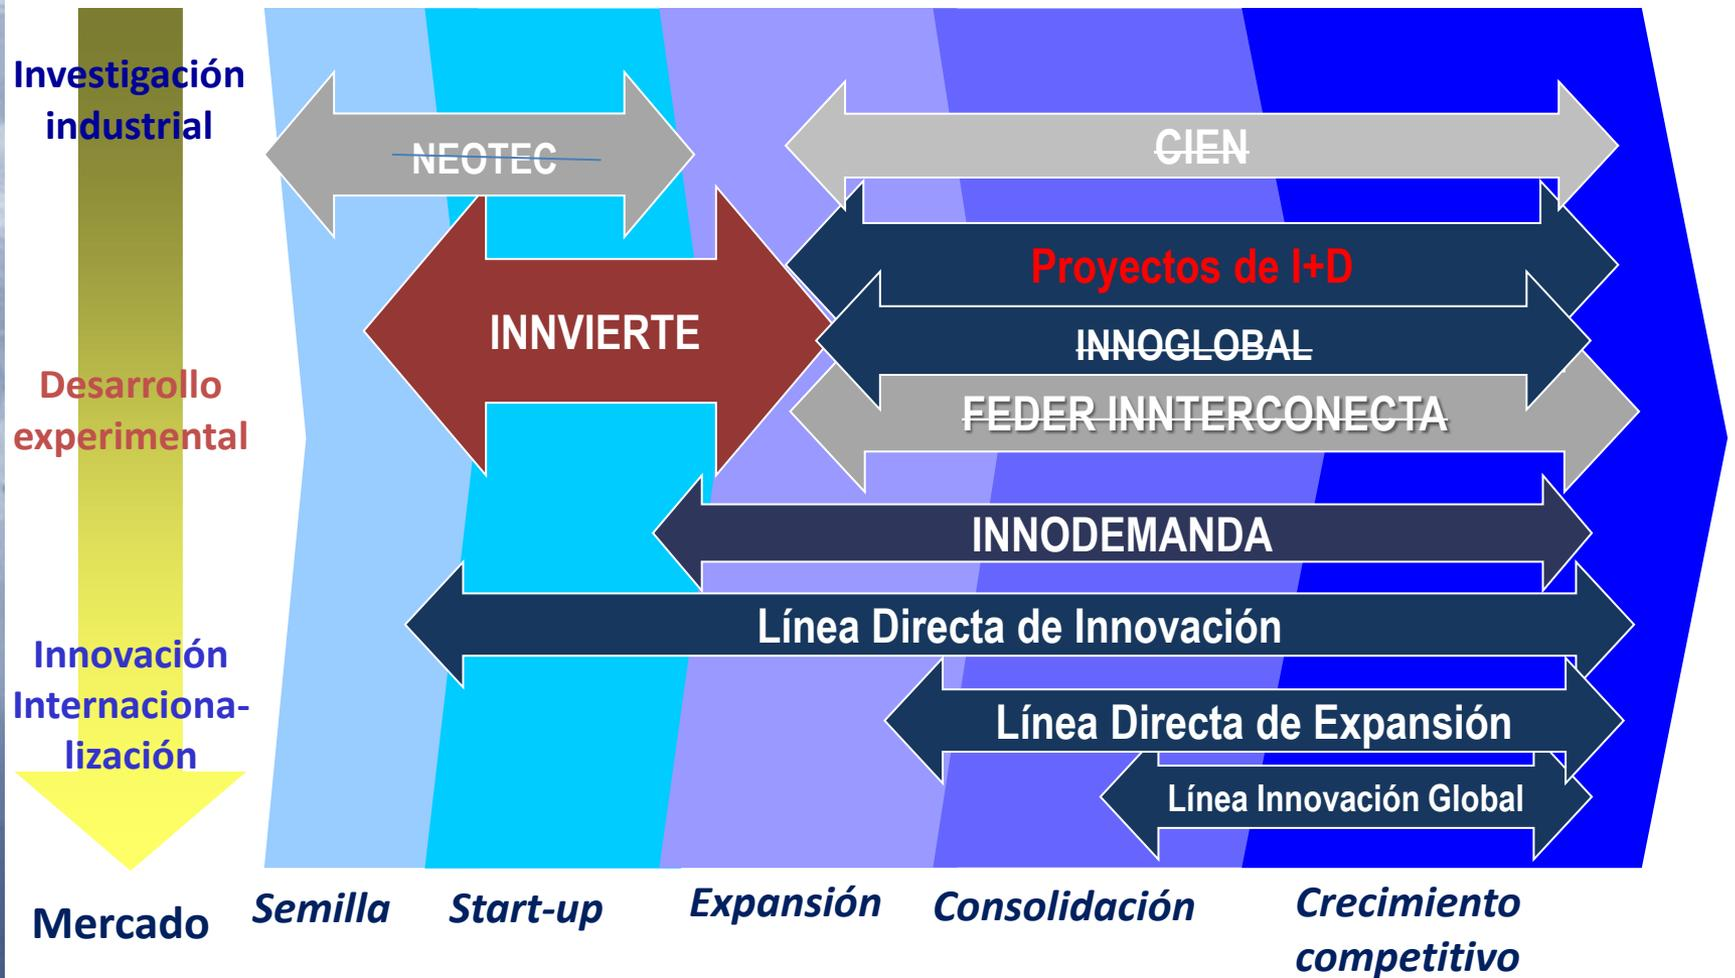 Investigación
industrial
NEOTEC
CIEN
Proyectos de I+D
INNVIERTE
INNOGLOBAL
Desarrollo
experimental
FEDER INNTERCONECTA
INNODEMANDA
Línea Directa de Innovación
Innovación
Internaciona-
lización
Línea Directa de Expansión
Línea Innovación Global
Mercado
Semilla
Start-up
Expansión
Consolidación
Crecimiento
competitivo